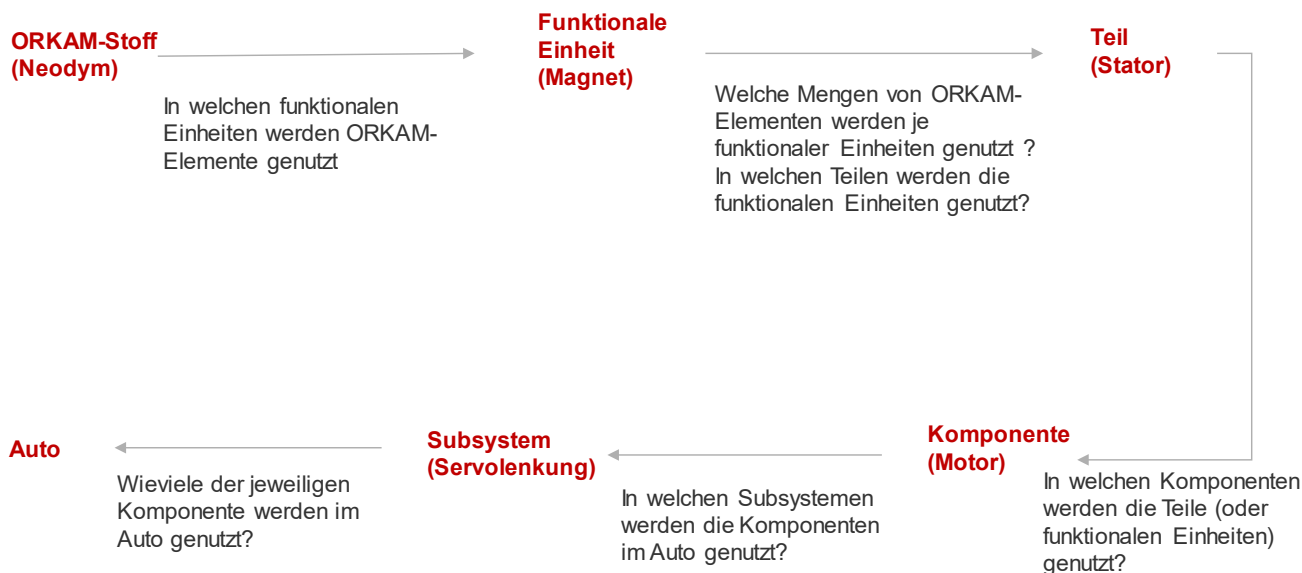 ORKAM-Stoff
(Neodym)
In welchen funktionalen
Einheiten werden ORKAM-
Elemente genutzt
Funktionale
Einheit
(Magnet)
Welche Mengen von ORKAM-
Elementen werden je
funktionaler Einheiten genutzt ?
In welchen Teilen werden die
funktionalen Einheiten genutzt?
Teil
(Stator)
In welchen Komponenten
werden die Teile (oder
funktionalen Einheiten)
genutzt?
Komponente
(Motor)
In welchen Subsystemen
werden die Komponenten
im Auto genutzt?
Subsystem
(Servolenkung)
Wieviele der jeweiligen
Komponente werden im
Auto genutzt?
Auto